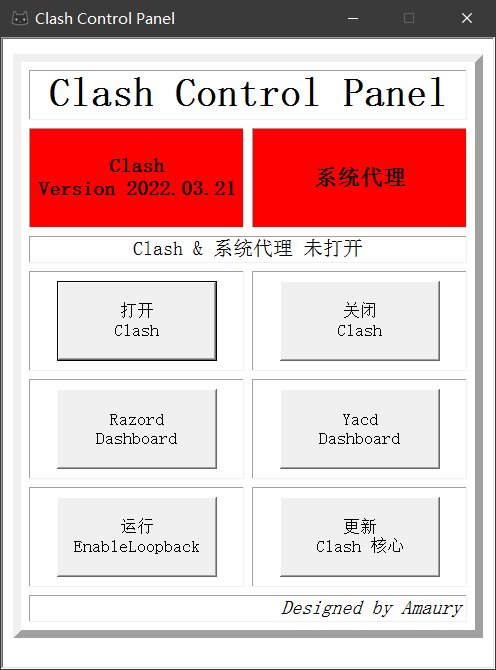 Clash Control Panel
Clash Control Panel
Clash
Version 2022.03.21
系统代理
Clash & 系统代理 未打开
打开
Clash
关闭
Clash
Razord
Dashboard
Yacd
Dashboard
运行
EnableLoopback
更新
Clash 核心
Designed by Amaury